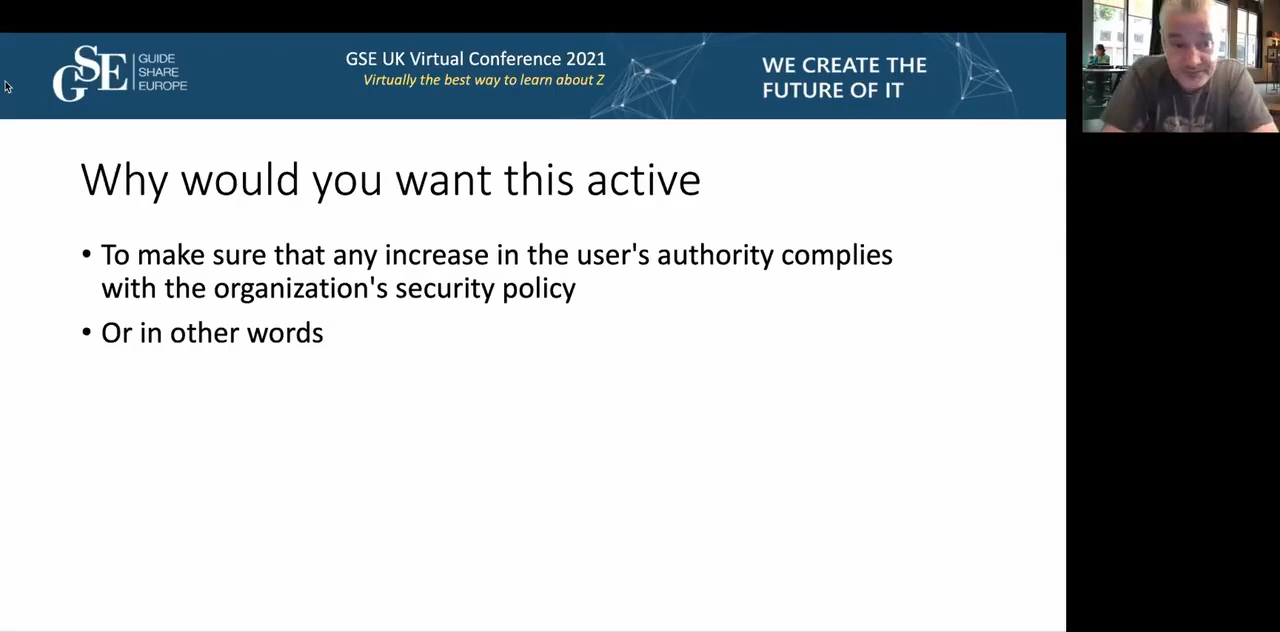 GSE
GUIDE
SHARE
EUROPE
GSE UK Virtual Conference 2021
Virtually the best way to learn about Z
WE CREATE THE
FUTURE OF IT
Why would you want this active
• To make sure that any increase in the user's authority complies
with the organization's security policy
• Or in other words